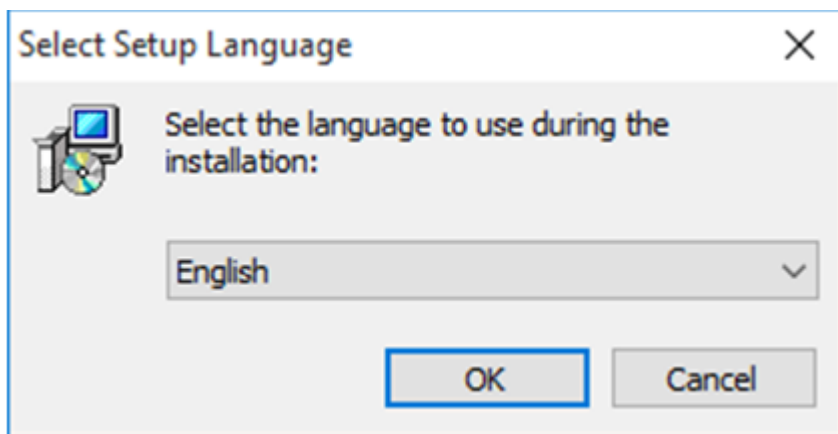 Select Setup Language
Select the language to use during the
installation:
English
OK
Cancel